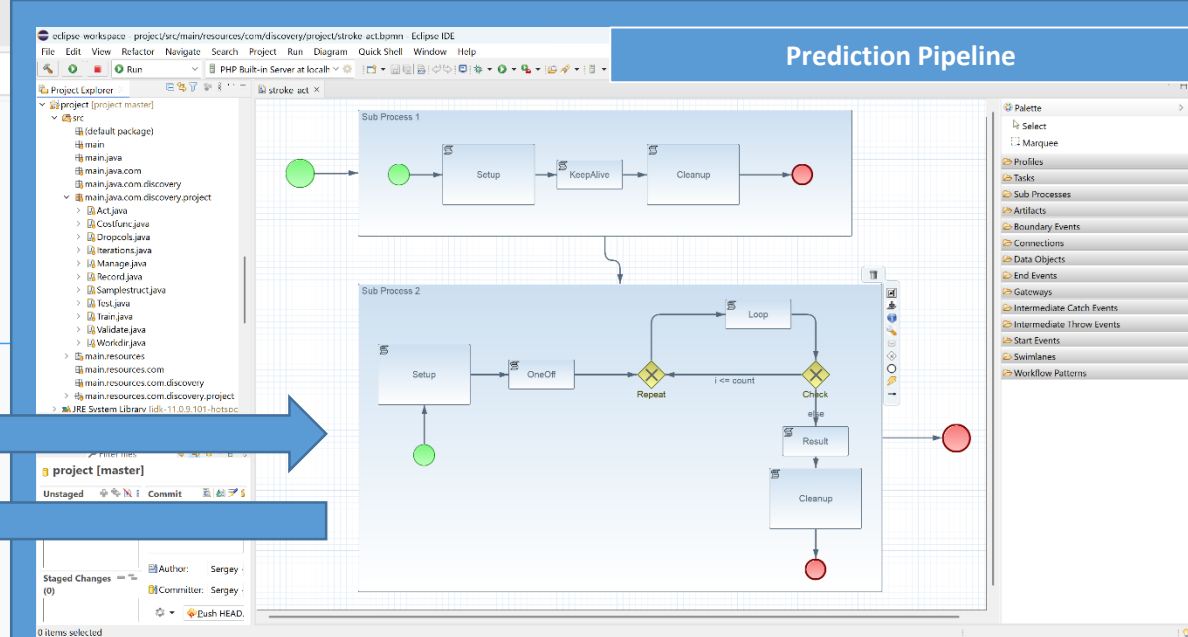 eclipse-workspace - project/src/main/resources/com/discovery/project/stroke-act.bpmn - Eclipse IDE
Prediction Pipeline
File Edit View Refactor Navigate Search Project Run Diagram Quick Shell Window Help
Run
PHP Built-in Server at localh
Project Explorer
stroke-act
project [project master]
src
(default package)
main
main.java
main.java.com
main.java.com.discovery
main.java.com.discovery.project
Act.java
Costfunc.java
Dropcols.java
Iterations.java
Manage.java
Record.java
Samplestruct.java
Test.java
Train.java
Validate.java
Workdir.java
main.resources
main.resources.com
main.resources.com.discovery
main.resources.com.discovery.project
JRE System Library [jdk-11.0.9.101-hotspo
Filter files
project [master]
Unstaged
Commit
Staged Changes
(0)
Author: Sergey
Committer: Sergey
Push HEAD
0 items selected
Sub Process 1
Setup
KeepAlive
Cleanup
Sub Process 2
Loop
Setup
OneOff
i <= count
Repeat
Check
else
Result
Cleanup
Palette
Select
Marquee
Profiles
Tasks
Sub Processes
Artifacts
Boundary Events
Connections
Data Objects
End Events
Gateways
Intermediate Catch Events
Intermediate Throw Events
Start Events
Swimlanes
Workflow Patterns